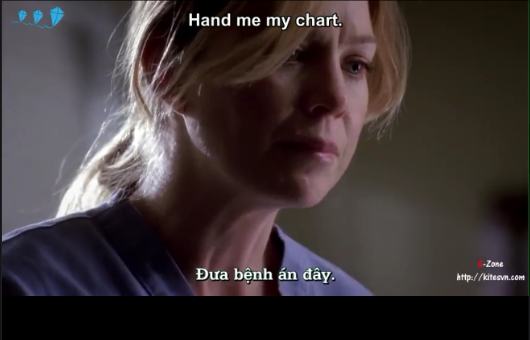 Hand me my chart.
Đưa bệnh án đây.
-Zone
http://kitesvn.com